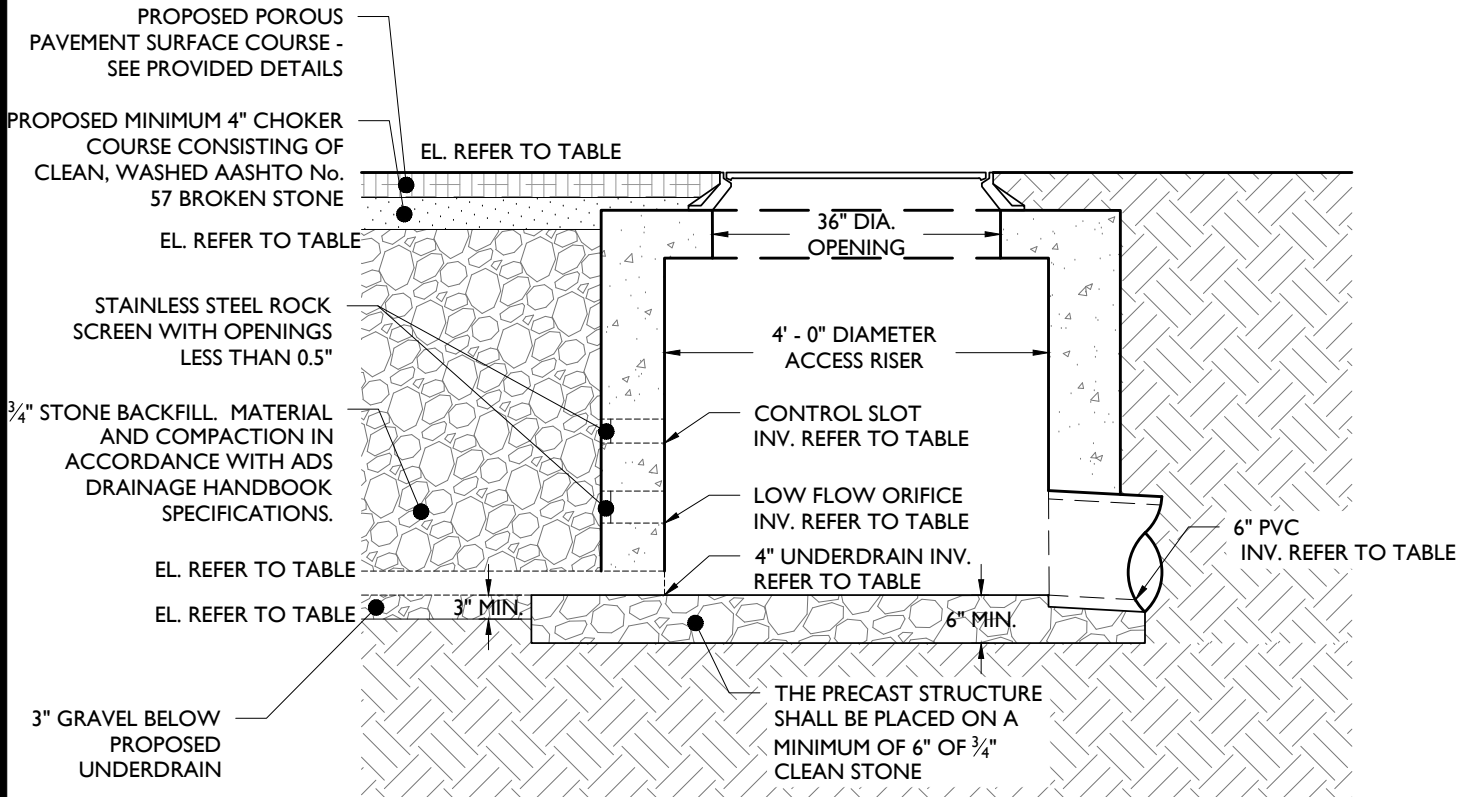 PROPOSED POROUS
PAVEMENT SURFACE COURSE -
SEE PROVIDED DETAILS
PROPOSED MINIMUM 4" CHOKER
COURSE CONSISTING OF
CLEAN, WASHED AASHTO No.
57 BROKEN STONE
EL. REFER TO TABLE
EL. REFER TO TABLE
36" DIA.
OPENING
STAINLESS STEEL ROCK
SCREEN WITH OPENINGS
LESS THAN 0.5"
4' - 0" DIAMETER
ACCESS RISER
¾" STONE BACKFILL. MATERIAL
AND COMPACTION IN
ACCORDANCE WITH ADS
DRAINAGE HANDBOOK
SPECIFICATIONS.
CONTROL SLOT
INV. REFER TO TABLE
LOW FLOW ORIFICE
INV. REFER TO TABLE
4" UNDERDRAIN INV.
REFER TO TABLE
6" PVC
INV. REFER TO TABLE
EL. REFER TO TABLE
EL. REFER TO TABLE
3" MIN.
6" MIN.
3" GRAVEL BELOW
PROPOSED
UNDERDRAIN
THE PRECAST STRUCTURE
SHALL BE PLACED ON A
MINIMUM OF 6" OF ¾"
CLEAN STONE